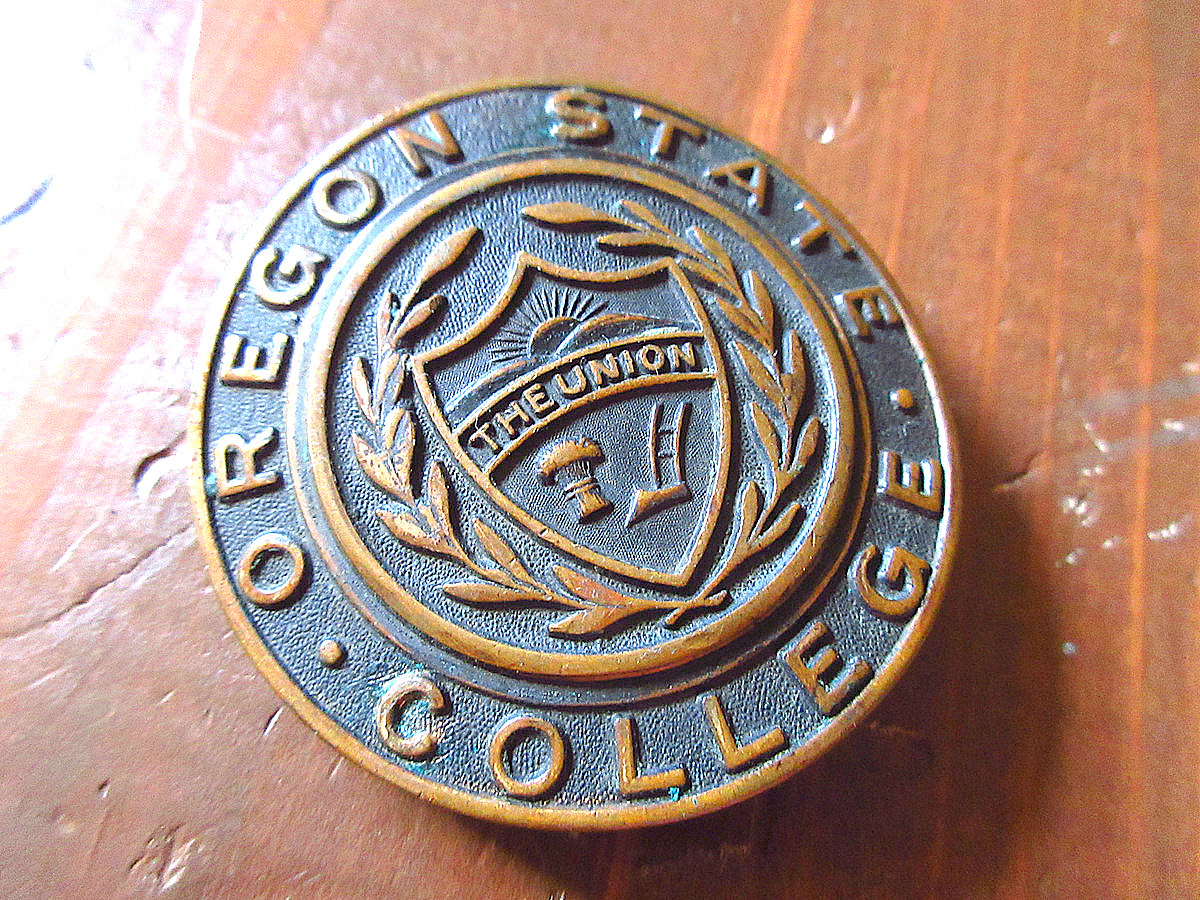 OREGON STATE
· COLLEGE ·
THE UNION